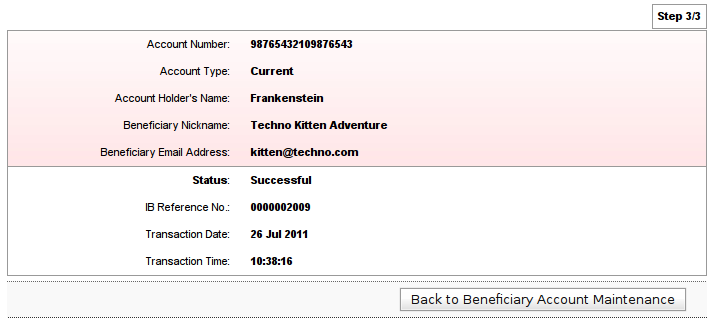 Step 3/3
Account Number: 98765432109876543
Account Type: Current
Account Holder's Name: Frankenstein
Beneficiary Nickname: Techno Kitten Adventure
Beneficiary Email Address: kitten@techno.com
Status: Successful
IB Reference No.: 0000002009
Transaction Date: 26 Jul 2011
Transaction Time: 10:38:16
Back to Beneficiary Account Maintenance